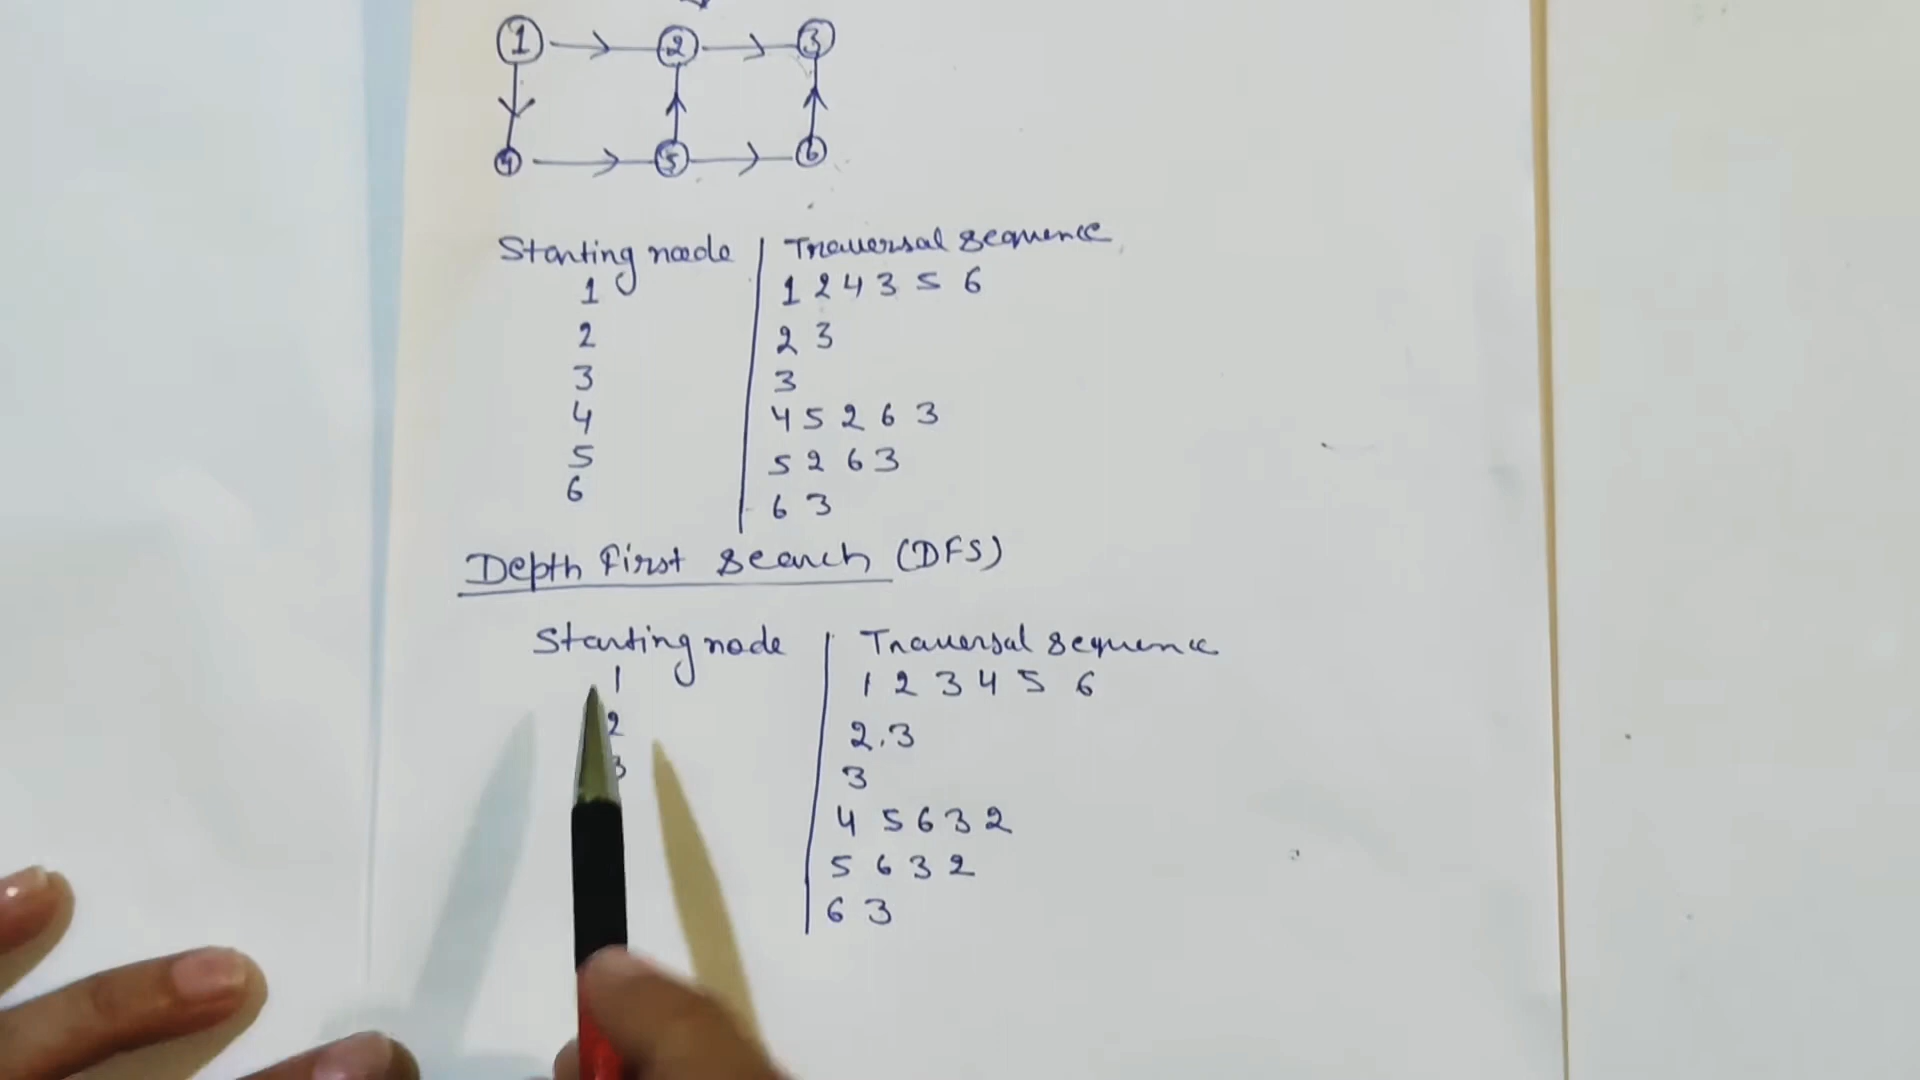 1 2 3
4 5 6
Starting node | Traversal sequence
1 | 1 2 4 3 5 6
2 | 2 3
3 | 3
4 | 4 5 2 6 3
5 | 5 2 6 3
6 | 6 3
Depth First Search (DFS)
Starting node | Traversal sequence
1 | 1 2 3 4 5 6
2 | 2,3
3 | 3
4 5 6 3 2
5 6 3 2
6 3